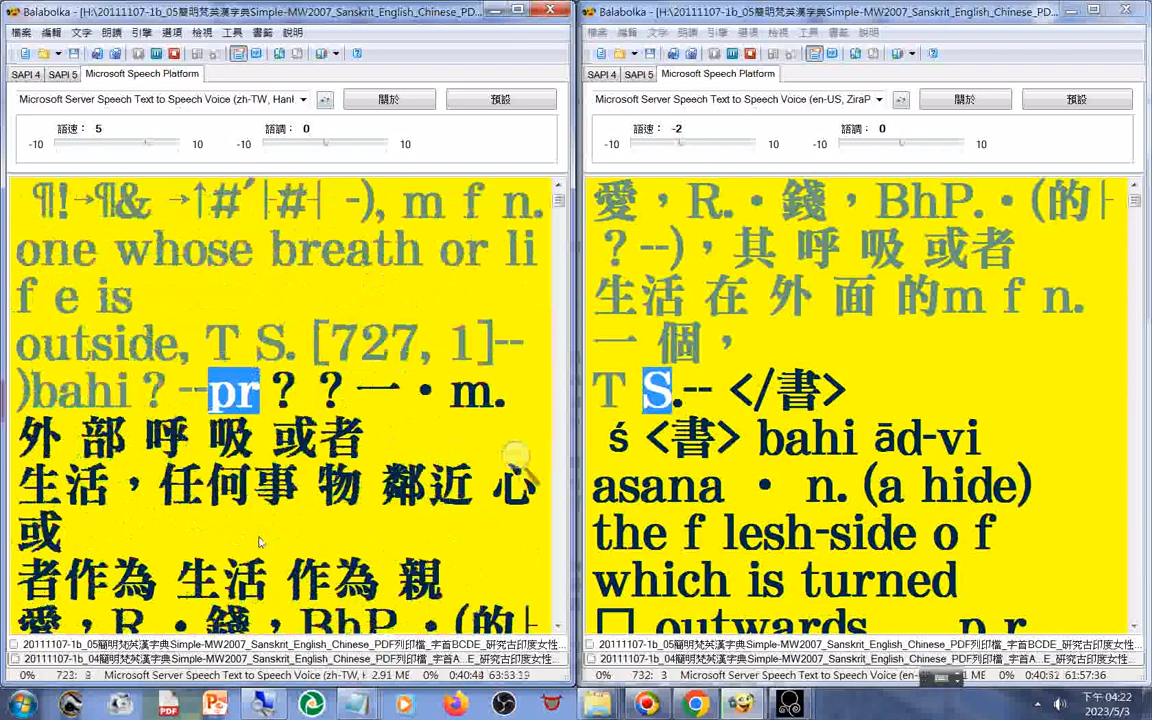 Balabolka - [H:\20111107-1b_05簡明梵英漢字典Simple-MW2007_Sanskrit_English_Chinese_PD...
檔案 編輯 文字 朗讀 引擎 選項 檢視 工具 書籤 說明
SAPI 4 SAPI 5 Microsoft Speech Platform
Microsoft Server Speech Text to Speech Voice (zh-TW, Hanl
關於 預設
語速： 5 語調： 0
-10 10 -10 10
¶!→¶& →↑#ˊ├#┤ -), m f n.
one whose breath or li
f e is
outside, T S. [727, 1]--
)bahi？--pr？？一・m.
外 部 呼 吸 或者
生活，任何事 物 鄰近 心
或
者作為 生活 作為 親
愛，R.・錢，BhP.・(的├
20111107-1b_05簡明梵英漢字典Simple-MW2007_Sanskrit_English_Chinese_PDF列印檔_字首BCDE_研究古印度女性...
20111107-1b_04簡明梵英漢字典Simple-MW2007_Sanskrit_English_Chinese_PDF列印檔_字首A...E_研究古印度女性...
0% 723: 3 Microsoft Server Speech Text to Speech Voice (zh-TW, 2.91 ME 0% 0:40:44 63:53:19
Balabolka - [H:\20111107-1b_05簡明梵英漢字典Simple-MW2007_Sanskrit_English_Chinese_PD...
檔案 編輯 文字 朗讀 引擎 選項 檢視 工具 書籤 說明
SAPI 4 SAPI 5 Microsoft Speech Platform
Microsoft Server Speech Text to Speech Voice (en-US, ZiraP
關於 預設
語速： -2 語調： 0
-10 10 -10 10
愛，R.・錢，BhP.・(的├
？--)，其 呼 吸 或者
生活 在 外 面 的m f n.
一 個，
T S.-- </書>
ś <書> bahi ād-vi
asana ・ n. (a hide)
the f lesh-side o f
which is turned
outwards p r
20111107-1b_05簡明梵英漢字典Simple-MW2007_Sanskrit_English_Chinese_PDF列印檔_字首BCDE_研究古印度女性...
20111107-1b_04簡明梵英漢字典Simple-MW2007_Sanskrit_English_Chinese_PDF列印檔_字首A...E_研究古印度女性...
0% 732: 3 Microsoft Server Speech Text to Speech Voice ME 0% 0:40:32 61:57:36
下午 04:22
2023/5/3